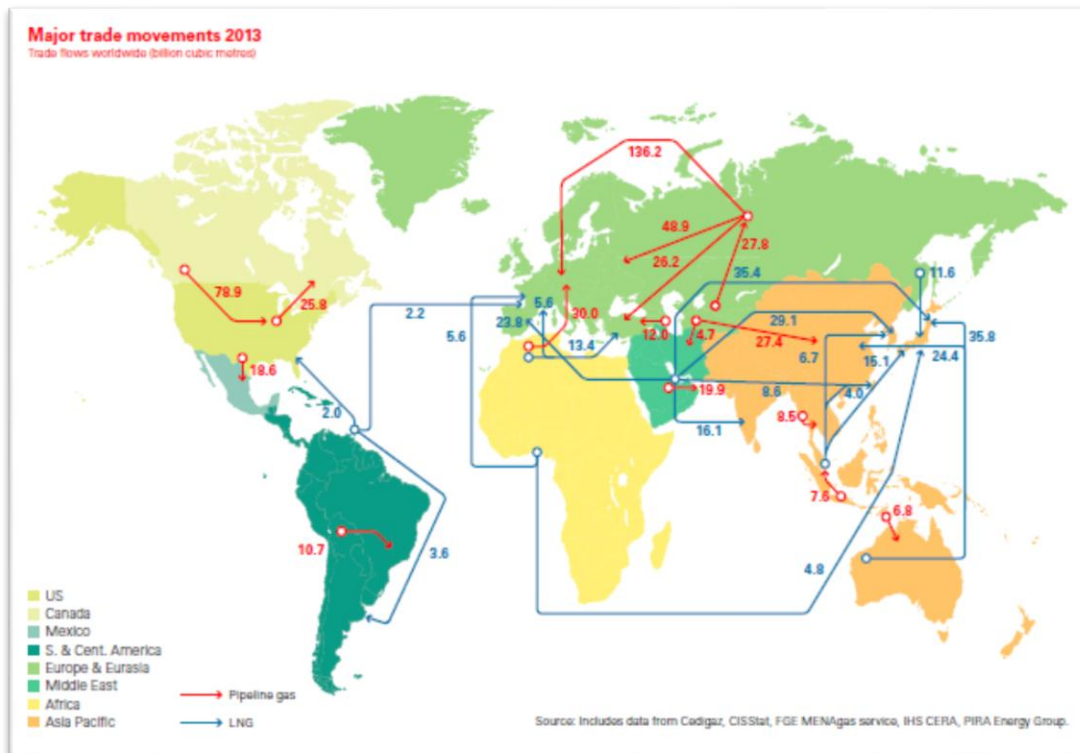 Major trade movements 2013
Trade flows worldwide (billion cubic metres)
136.2
48.9
27.8
26.2
35.4
11.6
78.9
25.8
2.2
5.6
23.8
5.6
30.0
13.4
12.0
4.7
29.1
27.4
6.7
15.1
24.4
35.8
18.6
2.0
19.9
8.6
4.0
16.1
8.5
7.6
6.8
10.7
3.6
4.8
US
Canada
Mexico
S. & Cent. America
Europe & Eurasia
Middle East
Africa
Asia Pacific
Pipeline gas
LNG
Source: Includes data from Cedigaz, CISStat, FGE MENAgas service, IHS CERA, PIRA Energy Group.